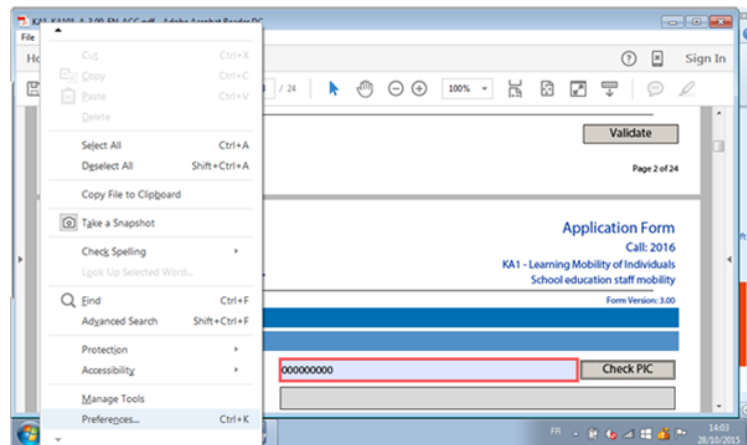 KA1_KA101_A_3.00_EN_ACC.pdf - Adobe Acrobat Reader DC
File
Sign In
/ 24
100%
Cut Ctrl+X
Copy Ctrl+C
Paste Ctrl+V
Delete
Select All Ctrl+A
Deselect All Shift+Ctrl+A
Copy File to Clipboard
Take a Snapshot
Check Spelling
Look Up Selected Word...
Find Ctrl+F
Advanced Search Shift+Ctrl+F
Protection
Accessibility
Manage Tools
Preferences... Ctrl+K
Validate
Page 2 of 24
Application Form
Call: 2016
KA1 - Learning Mobility of Individuals
School education staff mobility
Form Version: 3.00
000000000
Check PIC
FR
14:03
28/10/2015